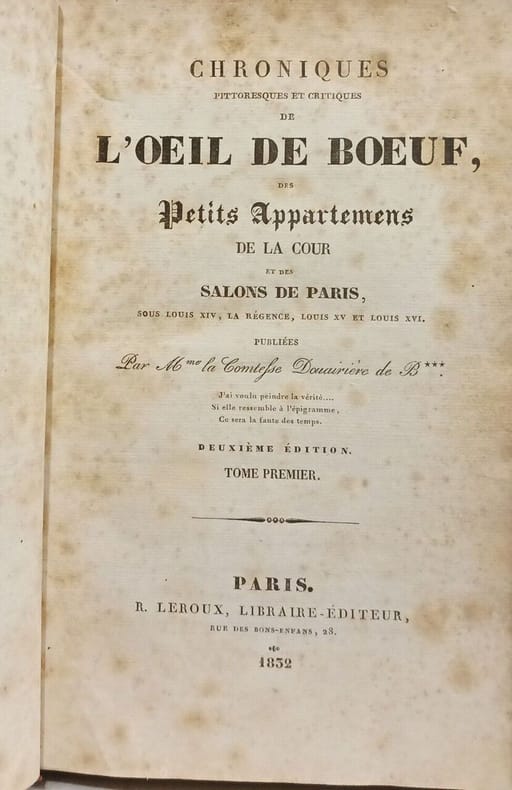 CHRONIQUES
PITTORESQUES ET CRITIQUES
DE
L'ŒIL DE BOEUF,
DES
Petits Appartemens
DE LA COUR
ET DES
SALONS DE PARIS,
SOUS LOUIS XIV, LA RÉGENCE, LOUIS XV ET LOUIS XVI.
PUBLIÉES
Par Mme la Comtesse Douairière de B***.
J'ai voulu peindre la vérité....
Si elle ressemble à l'épigramme,
Ce sera la faute des temps.
DEUXIÈME ÉDITION.
TOME PREMIER.
PARIS.
R. LEROUX, LIBRAIRE-ÉDITEUR,
RUE DES BONS-ENFANS, 28.
1832